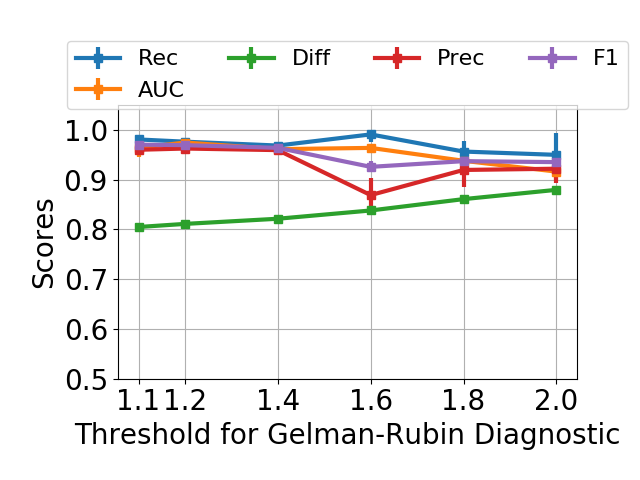 Rec Diff Prec F1
AUC
1.0
0.9
0.8
0.7
0.6
0.5
Scores
1.1 1.2 1.4 1.6 1.8 2.0
Threshold for Gelman-Rubin Diagnostic